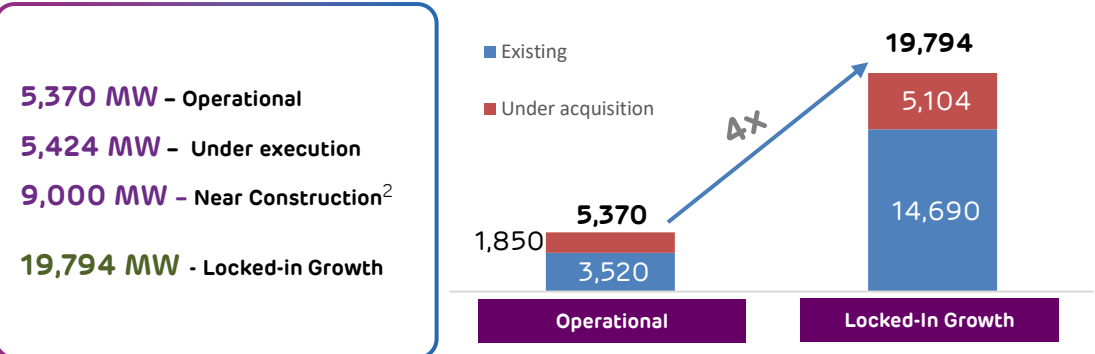 5,370 MW – Operational
5,424 MW – Under execution
9,000 MW – Near Construction2
19,794 MW - Locked-in Growth
Existing
Under acquisition
4x
19,794
5,104
14,690
5,370
1,850
3,520
Operational
Locked-In Growth